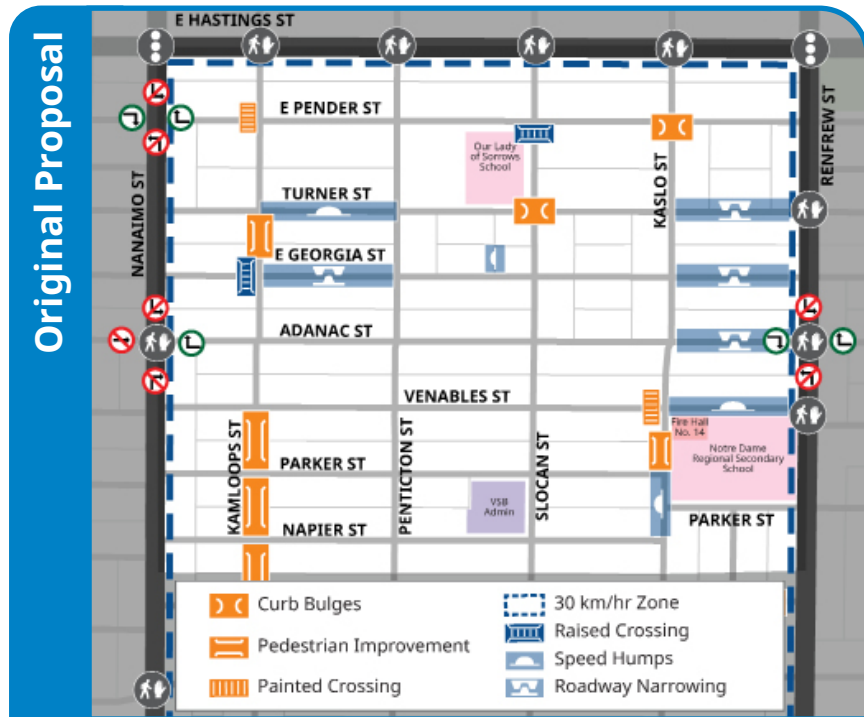 Original Proposal
E HASTINGS ST
E PENDER ST
Our Lady
of Sorrows
School
KASLO ST
RENFREW ST
NANAIMO ST
TURNER ST
E GEORGIA ST
ADANAC ST
VENABLES ST
KAMLOOPS ST
PENTICTON ST
SLOCAN ST
Fire Hall
No. 14
Notre Dame
Regional Secondary
School
PARKER ST
VSB
Admin
PARKER ST
NAPIER ST
Curb Bulges
Pedestrian Improvement
Painted Crossing
30 km/hr Zone
Raised Crossing
Speed Humps
Roadway Narrowing